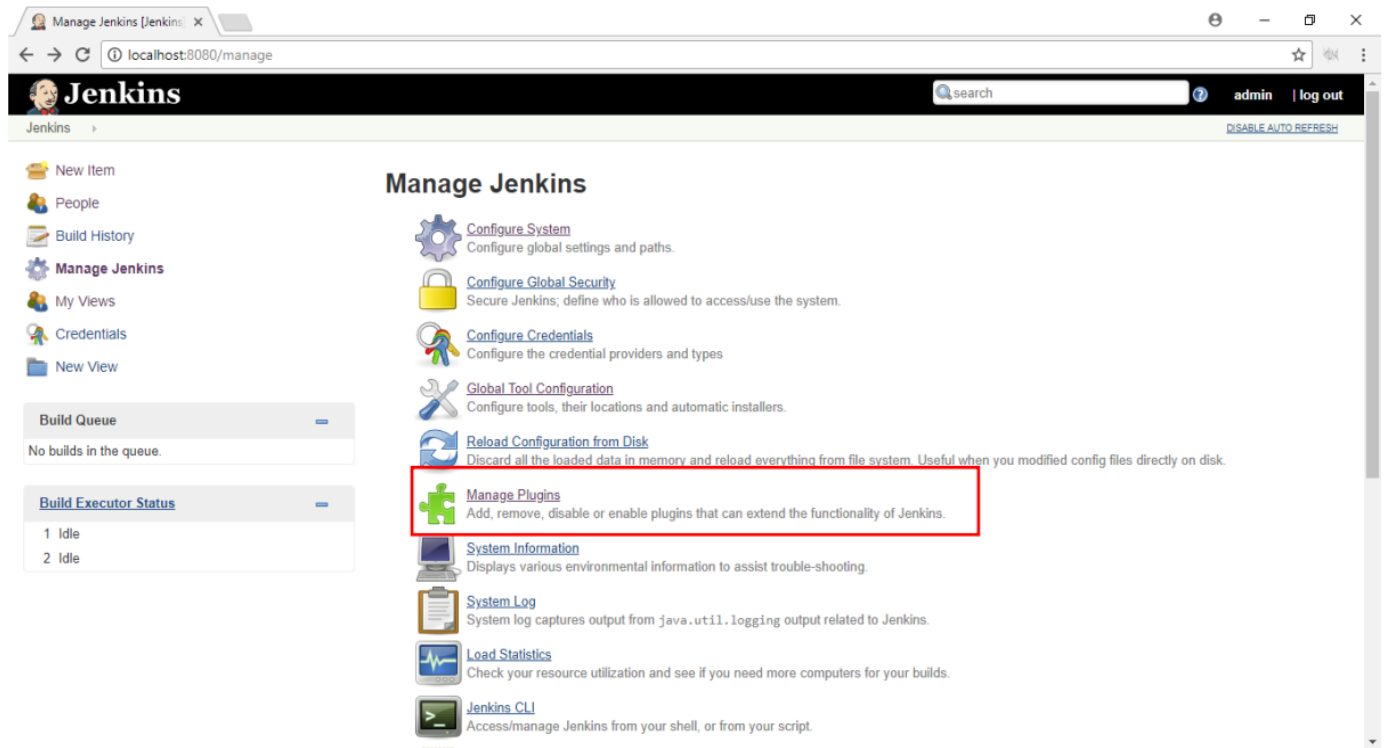 Manage Jenkins [Jenkins]
localhost:8080/manage
Jenkins
search
admin | log out
Jenkins
DISABLE AUTO REFRESH
New Item
People
Build History
Manage Jenkins
My Views
Credentials
New View
Build Queue
No builds in the queue.
Build Executor Status
1 Idle
2 Idle
Manage Jenkins
Configure System
Configure global settings and paths.
Configure Global Security
Secure Jenkins; define who is allowed to access/use the system.
Configure Credentials
Configure the credential providers and types
Global Tool Configuration
Configure tools, their locations and automatic installers.
Reload Configuration from Disk
Discard all the loaded data in memory and reload everything from file system. Useful when you modified config files directly on disk.
Manage Plugins
Add, remove, disable or enable plugins that can extend the functionality of Jenkins.
System Information
Displays various environmental information to assist trouble-shooting.
System Log
System log captures output from java.util.logging output related to Jenkins.
Load Statistics
Check your resource utilization and see if you need more computers for your builds.
Jenkins CLI
Access/manage Jenkins from your shell, or from your script.